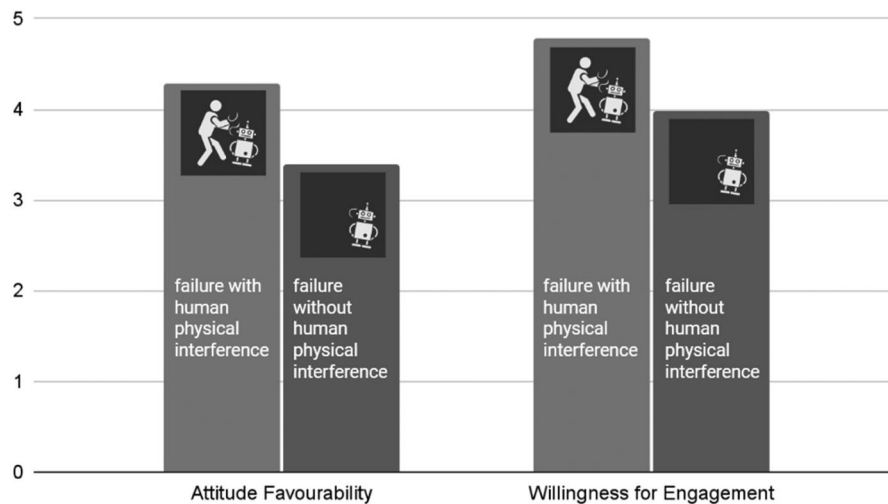 5
4
3
2
1
0
failure with
human
physical
interference
failure
without
human
physical
interference
failure with
human
physical
interference
failure
without
human
physical
interference
Attitude Favourability
Willingness for Engagement